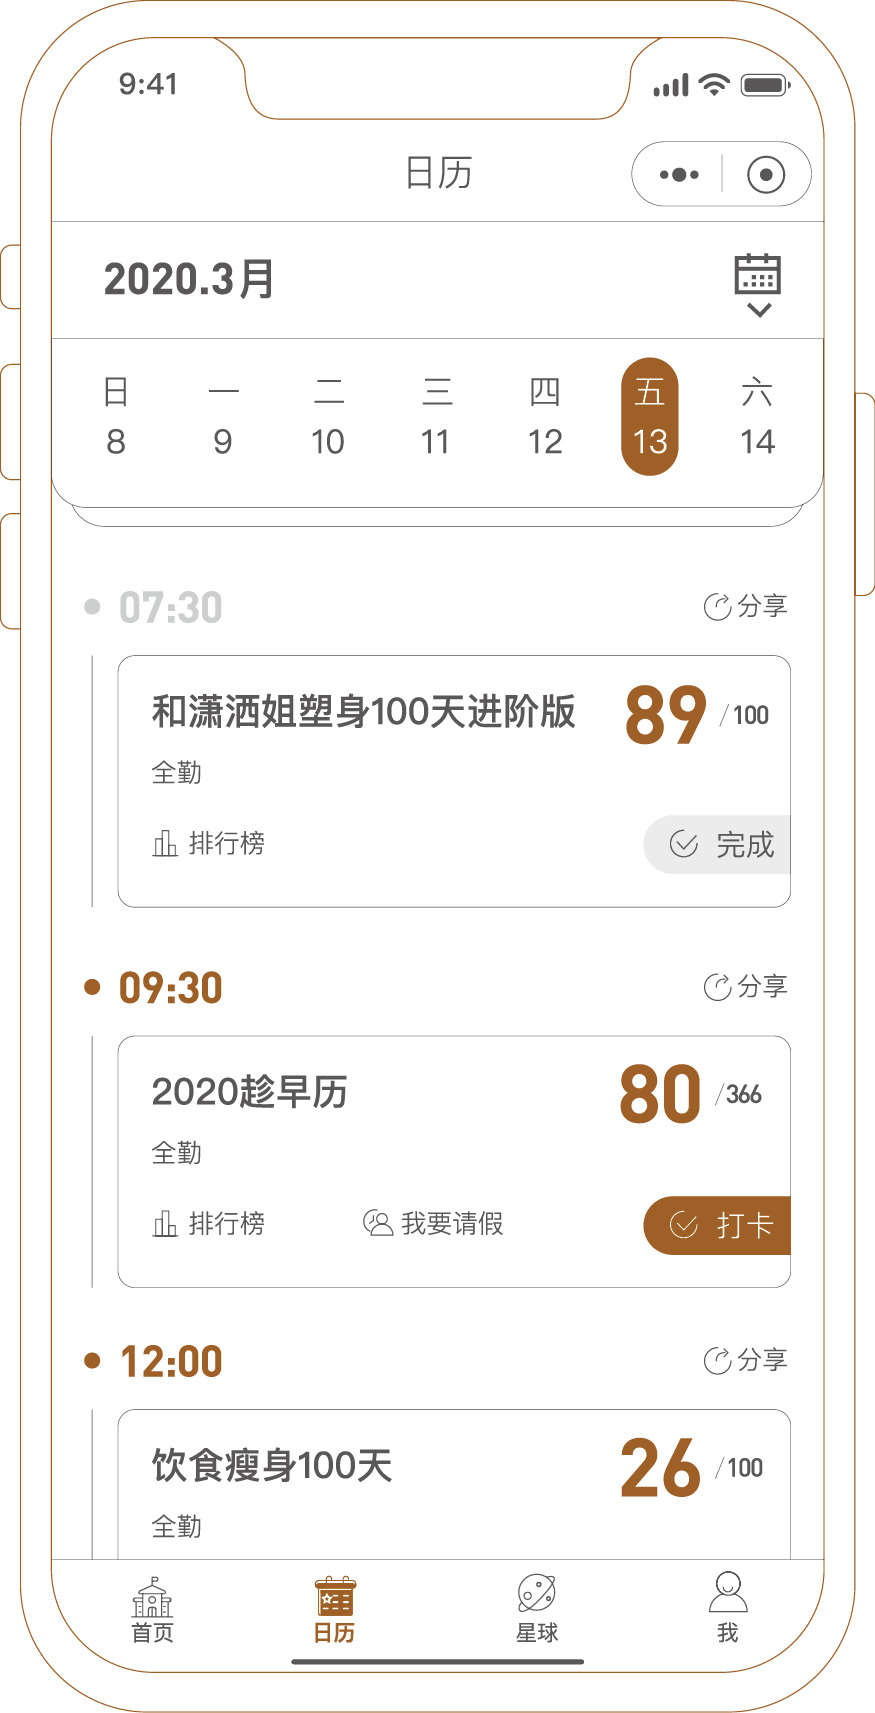 9:41
日历
2020.3月
日 一 二 三 四 五 六
8 9 10 11 12 13 14
07:30 分享
和潇洒姐塑身100天进阶版 89 /100
全勤
排行榜 完成
09:30 分享
2020趁早历 80 /366
全勤
排行榜 我要请假 打卡
12:00 分享
饮食瘦身100天 26 /100
全勤
首页 日历 星球 我